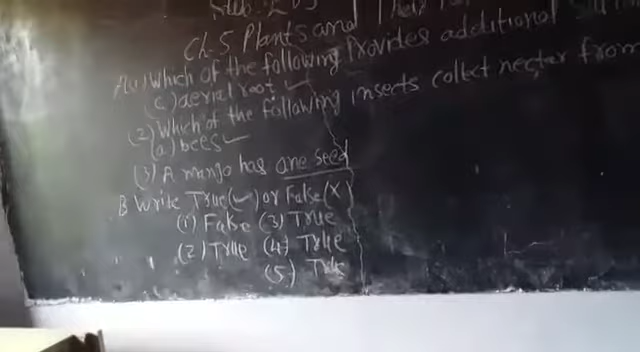 Ch.5 Plants and
A(1) Which of the following Provides additional
(c) aerial root ✓
(2) Which of the following insects collect necter from
(a) bees ✓
(3) A mango has one seed
B Write True(✓) or False(X)
(1) False (3) True
(2) True (4) True
(5) True